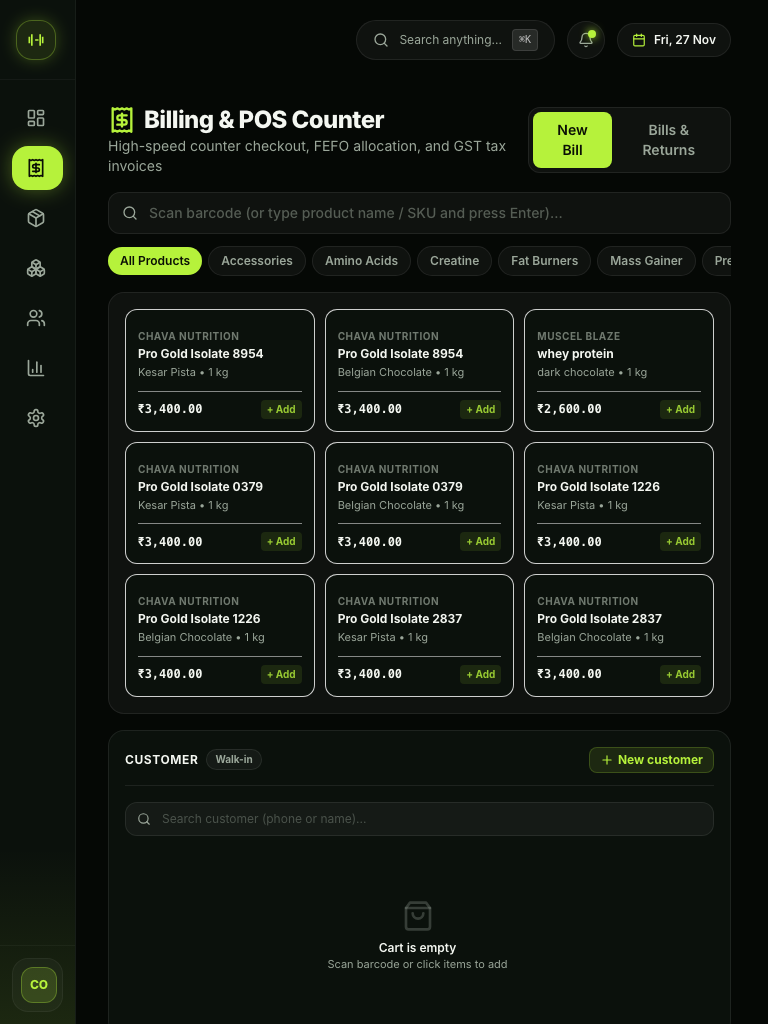 Search anything...
⌘K
Fri, 27 Nov
Billing & POS Counter
High-speed counter checkout, FEFO allocation, and GST tax
invoices
New
Bill
Bills &
Returns
Scan barcode (or type product name / SKU and press Enter)...
All Products
Accessories
Amino Acids
Creatine
Fat Burners
Mass Gainer
Pre
CHAVA NUTRITION
Pro Gold Isolate 8954
Kesar Pista • 1 kg
₹3,400.00
+ Add
CHAVA NUTRITION
Pro Gold Isolate 8954
Belgian Chocolate • 1 kg
₹3,400.00
+ Add
MUSCEL BLAZE
whey protein
dark chocolate • 1 kg
₹2,600.00
+ Add
CHAVA NUTRITION
Pro Gold Isolate 0379
Kesar Pista • 1 kg
₹3,400.00
+ Add
CHAVA NUTRITION
Pro Gold Isolate 0379
Belgian Chocolate • 1 kg
₹3,400.00
+ Add
CHAVA NUTRITION
Pro Gold Isolate 1226
Kesar Pista • 1 kg
₹3,400.00
+ Add
CHAVA NUTRITION
Pro Gold Isolate 1226
Belgian Chocolate • 1 kg
₹3,400.00
+ Add
CHAVA NUTRITION
Pro Gold Isolate 2837
Kesar Pista • 1 kg
₹3,400.00
+ Add
CHAVA NUTRITION
Pro Gold Isolate 2837
Belgian Chocolate • 1 kg
₹3,400.00
+ Add
CUSTOMER
Walk-in
New customer
Search customer (phone or name)...
Cart is empty
Scan barcode or click items to add
CO